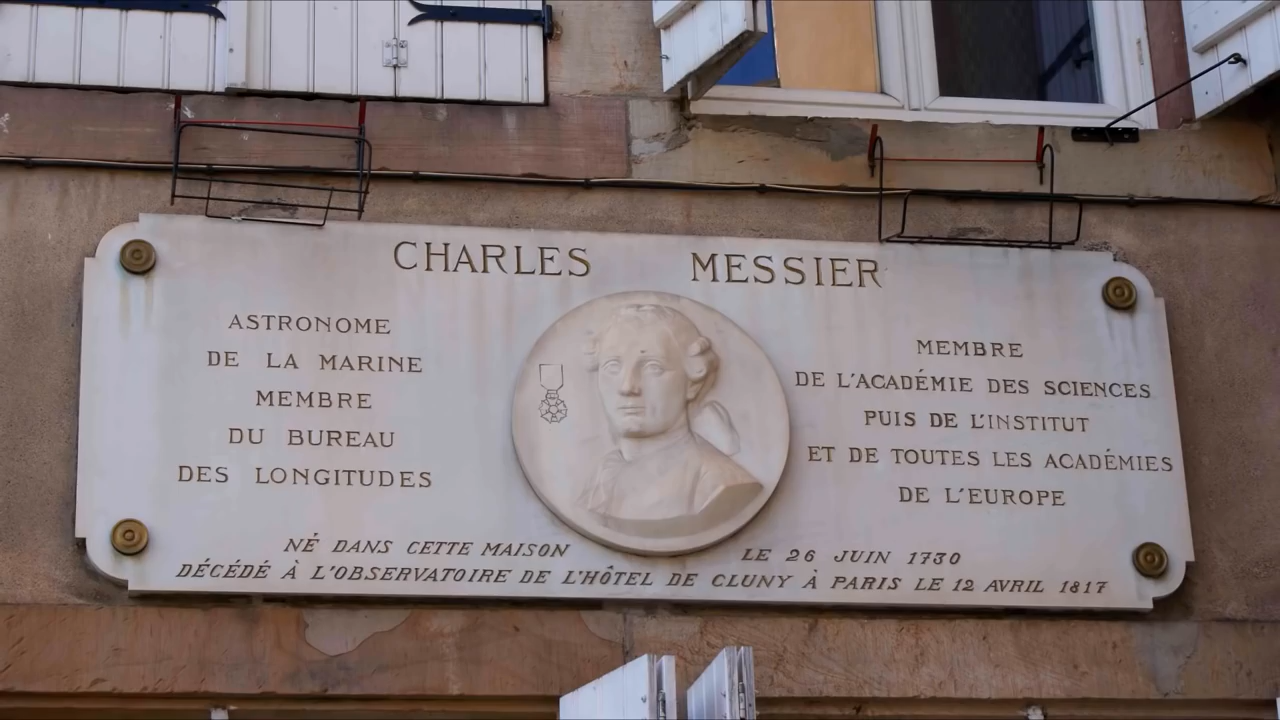 CHARLES MESSIER
ASTRONOME
DE LA MARINE
MEMBRE
DU BUREAU
DES LONGITUDES
MEMBRE
DE L'ACADÉMIE DES SCIENCES
PUIS DE L'INSTITUT
ET DE TOUTES LES ACADÉMIES
DE L'EUROPE
NÉ DANS CETTE MAISON LE 26 JUIN 1730
DÉCÉDÉ À L'OBSERVATOIRE DE L'HÔTEL DE CLUNY À PARIS LE 12 AVRIL 1817